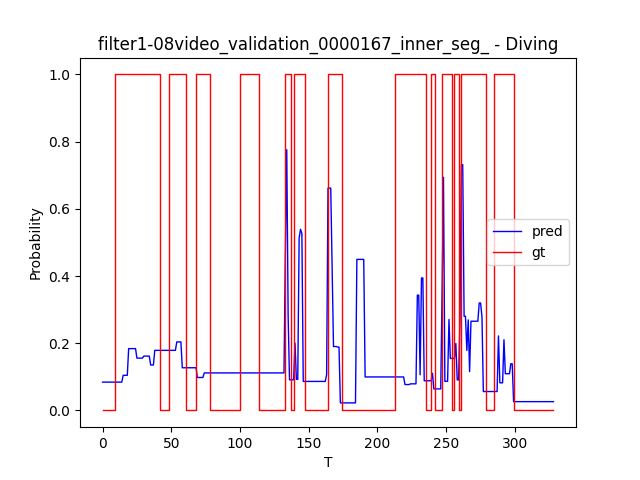 filter1-08video_validation_0000167_inner_seg_ - Diving
1.0
0.8
0.6
0.4
0.2
0.0
Probability
pred
gt
0 50 100 150 200 250 300
T